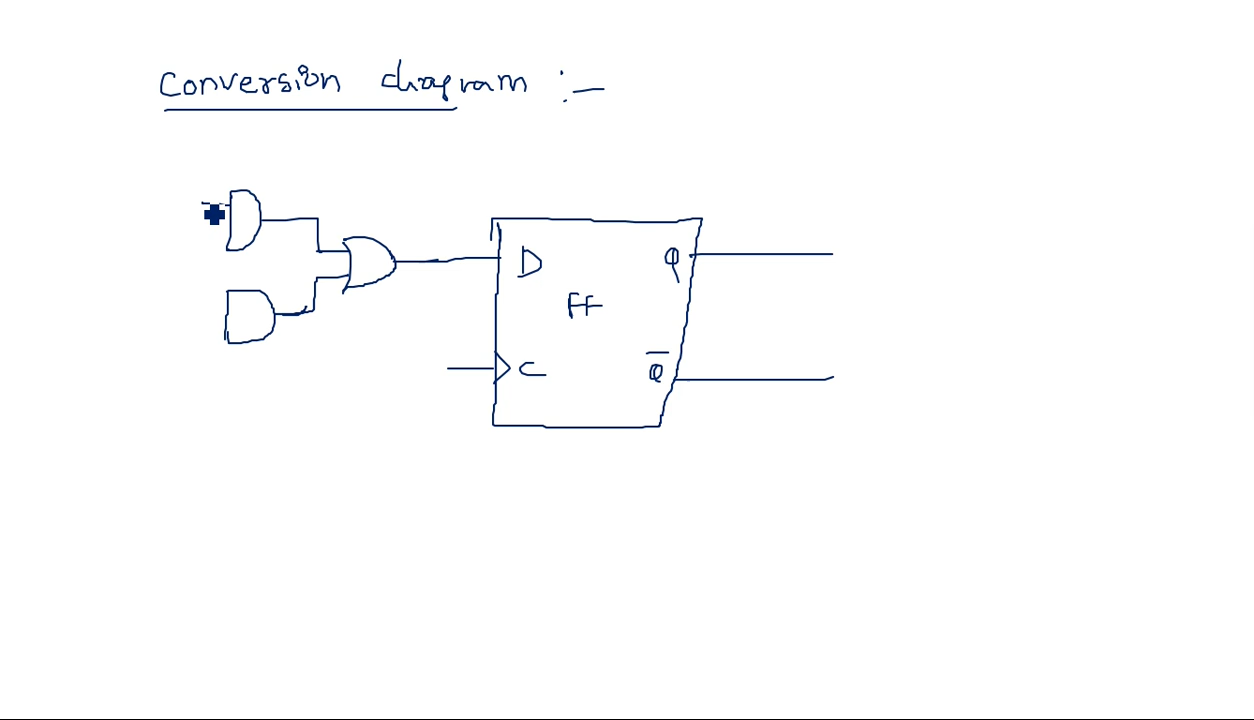 Conversion diagram :-
D Q
FF
C Q̅